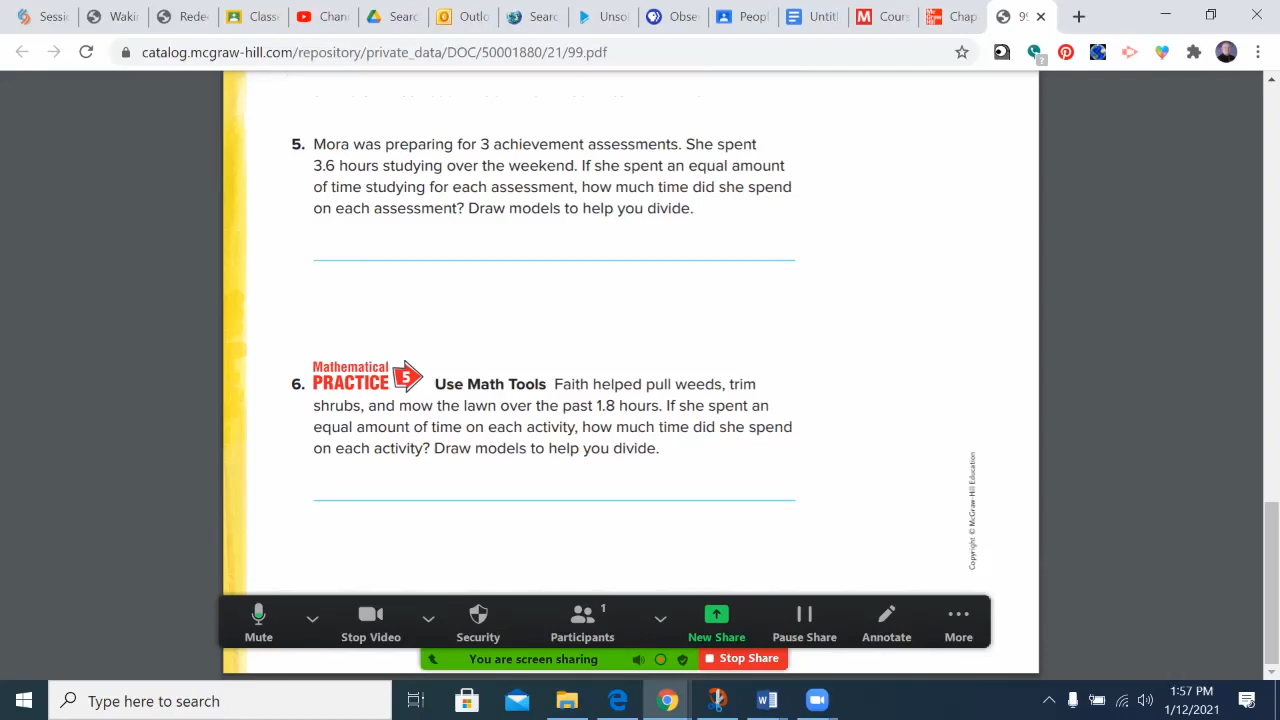 Sessi
Wakir
Rede
Class
Chan
Searc
Outlo
Searc
Unso
Obse
Peopl
Untitl
Cours
Chap
99
catalog.mcgraw-hill.com/repository/private_data/DOC/50001880/21/99.pdf
5. Mora was preparing for 3 achievement assessments. She spent
3.6 hours studying over the weekend. If she spent an equal amount
of time studying for each assessment, how much time did she spend
on each assessment? Draw models to help you divide.
Mathematical
PRACTICE 5
6. Use Math Tools Faith helped pull weeds, trim
shrubs, and mow the lawn over the past 1.8 hours. If she spent an
equal amount of time on each activity, how much time did she spend
on each activity? Draw models to help you divide.
Copyright © McGraw-Hill Education
Mute
Stop Video
Security
Participants 1
New Share
Pause Share
Annotate
More
You are screen sharing
Stop Share
Type here to search
1:57 PM
1/12/2021